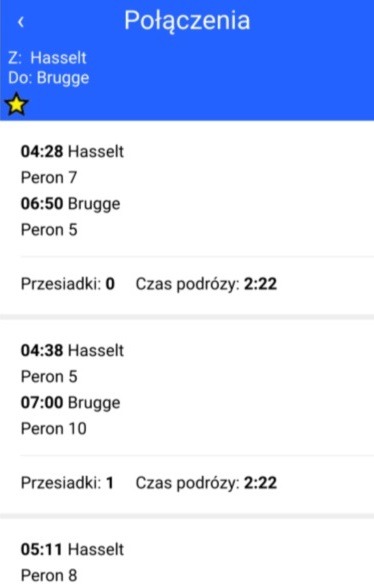 ‹ Połączenia
Z: Hasselt
Do: Brugge
04:28 Hasselt
Peron 7
06:50 Brugge
Peron 5
Przesiadki: 0 Czas podrózy: 2:22
04:38 Hasselt
Peron 5
07:00 Brugge
Peron 10
Przesiadki: 1 Czas podrózy: 2:22
05:11 Hasselt
Peron 8